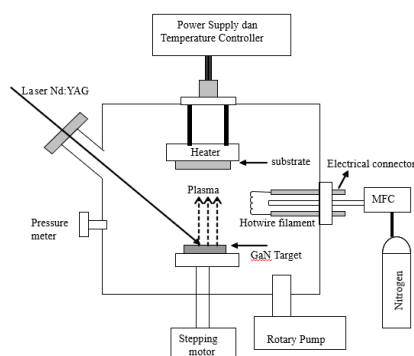 Power Supply dan
Temperature Controller
Laser Nd:YAG
Heater
substrate
Electrical connector
Plasma
MFC
Pressure
meter
Hotwire filament
GaN Target
Nitrogen
Stepping
motor
Rotary Pump